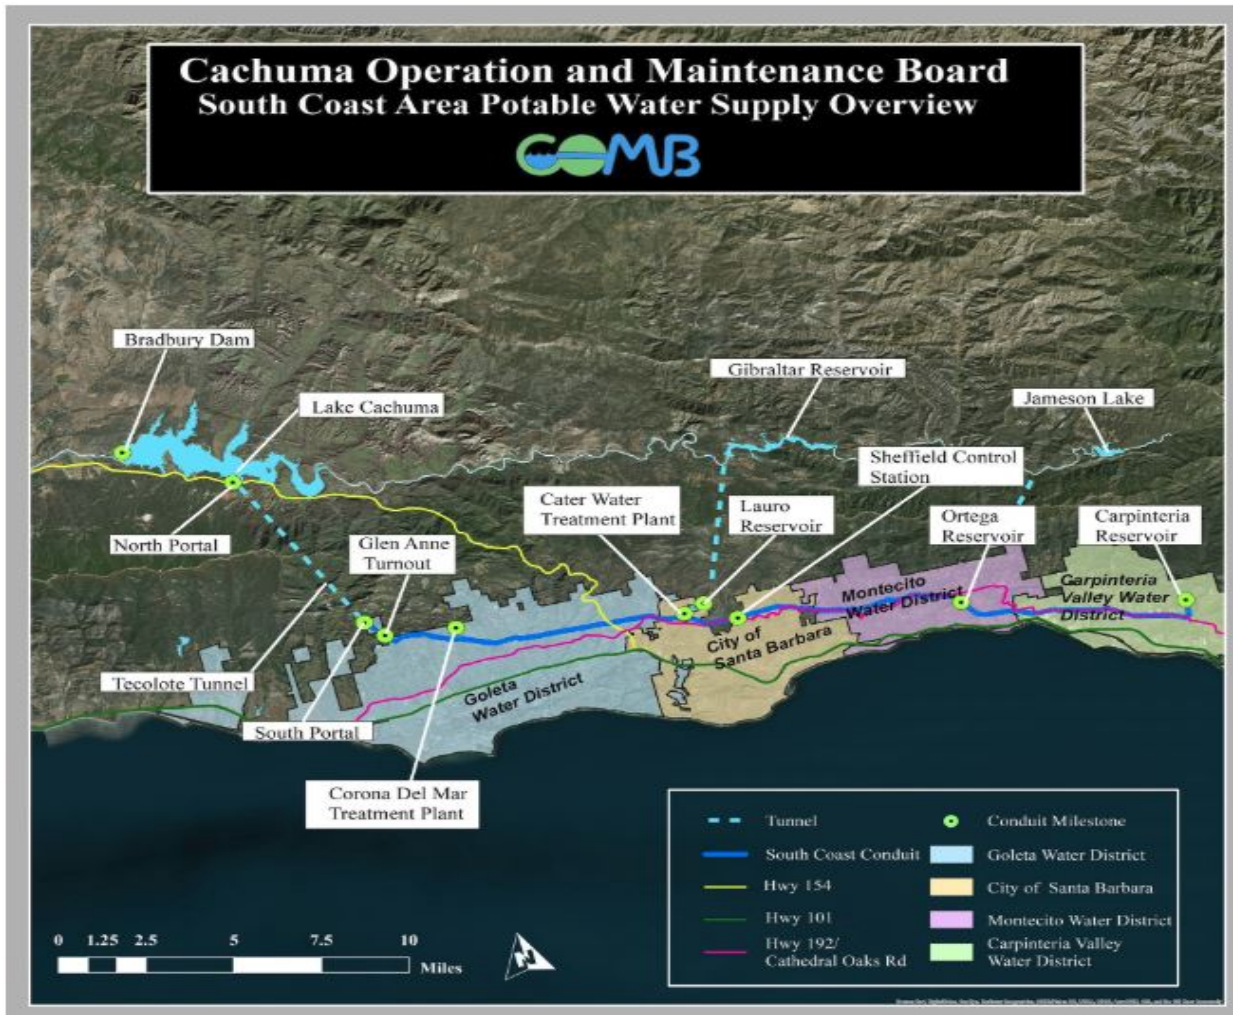 Cachuma Operation and Maintenance Board
South Coast Area Potable Water Supply Overview
COMB
Bradbury Dam
Lake Cachuma
Gibraltar Reservoir
Jameson Lake
Sheffield Control
Station
Cater Water
Treatment Plant
Lauro
Reservoir
Ortega
Reservoir
Carpinteria
Reservoir
North Portal
Glen Anne
Turnout
Montecito
Water District
Carpinteria
Valley Water
District
City of
Santa Barbara
Tecolote Tunnel
Goleta
Water District
South Portal
Corona Del Mar
Treatment Plant
Tunnel
South Coast Conduit
Hwy 154
Hwy 101
Hwy 192/
Cathedral Oaks Rd
Conduit Milestone
Goleta Water District
City of Santa Barbara
Montecito Water District
Carpinteria Valley
Water District
0 1.25 2.5 5 7.5 10
Miles
N